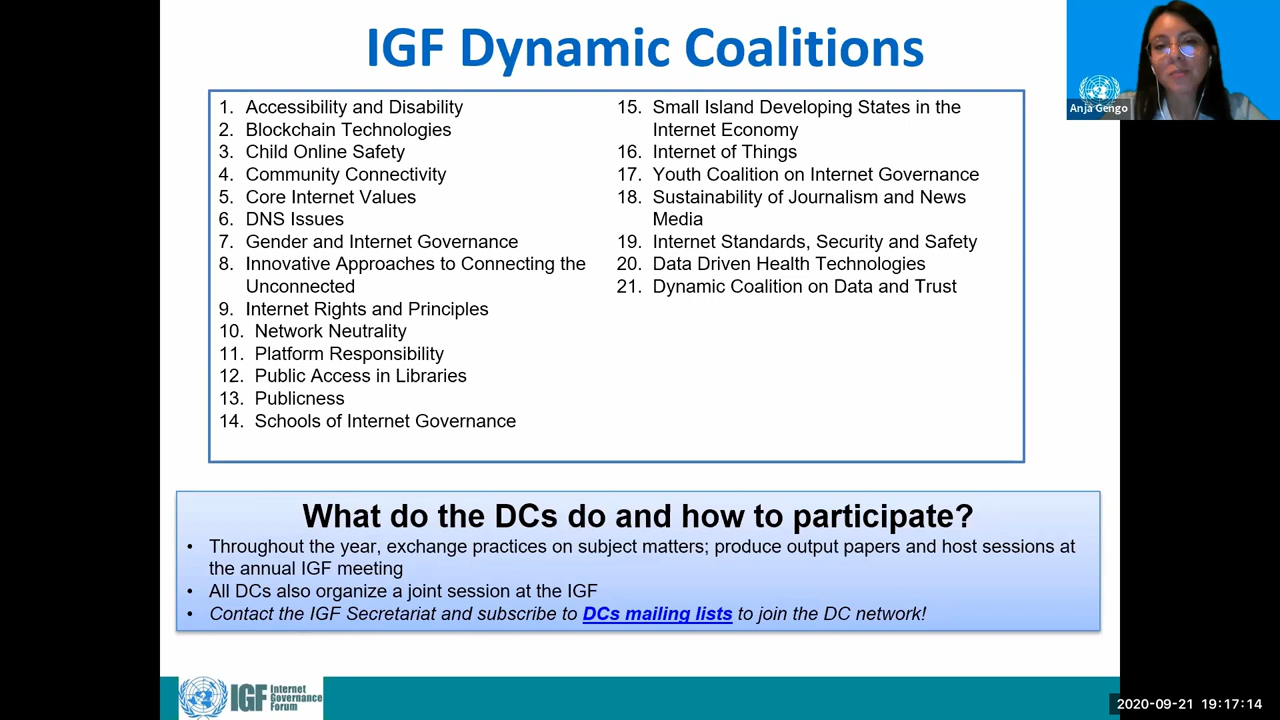 IGF Dynamic Coalitions
1. Accessibility and Disability
2. Blockchain Technologies
3. Child Online Safety
4. Community Connectivity
5. Core Internet Values
6. DNS Issues
7. Gender and Internet Governance
8. Innovative Approaches to Connecting the
Unconnected
9. Internet Rights and Principles
10. Network Neutrality
11. Platform Responsibility
12. Public Access in Libraries
13. Publicness
14. Schools of Internet Governance
15. Small Island Developing States in the
Internet Economy
16. Internet of Things
17. Youth Coalition on Internet Governance
18. Sustainability of Journalism and News
Media
19. Internet Standards, Security and Safety
20. Data Driven Health Technologies
21. Dynamic Coalition on Data and Trust
What do the DCs do and how to participate?
• Throughout the year, exchange practices on subject matters; produce output papers and host sessions at
the annual IGF meeting
• All DCs also organize a joint session at the IGF
• Contact the IGF Secretariat and subscribe to DCs mailing lists to join the DC network!
Anja Gengo
IGF Internet
Governance
Forum
2020-09-21 19:17:14